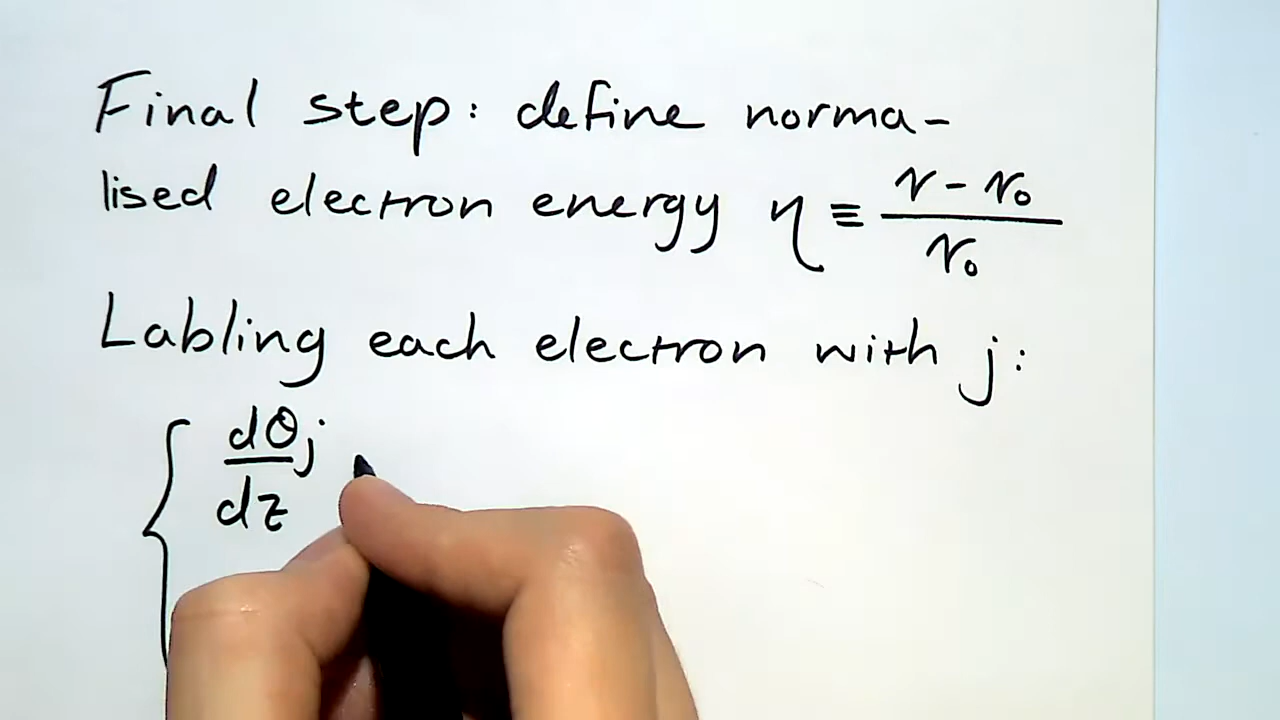 Final step: define norma-
lised electron energy η ≡ (γ - γ₀)/γ₀
Labling each electron with j:
{ dθj/dz